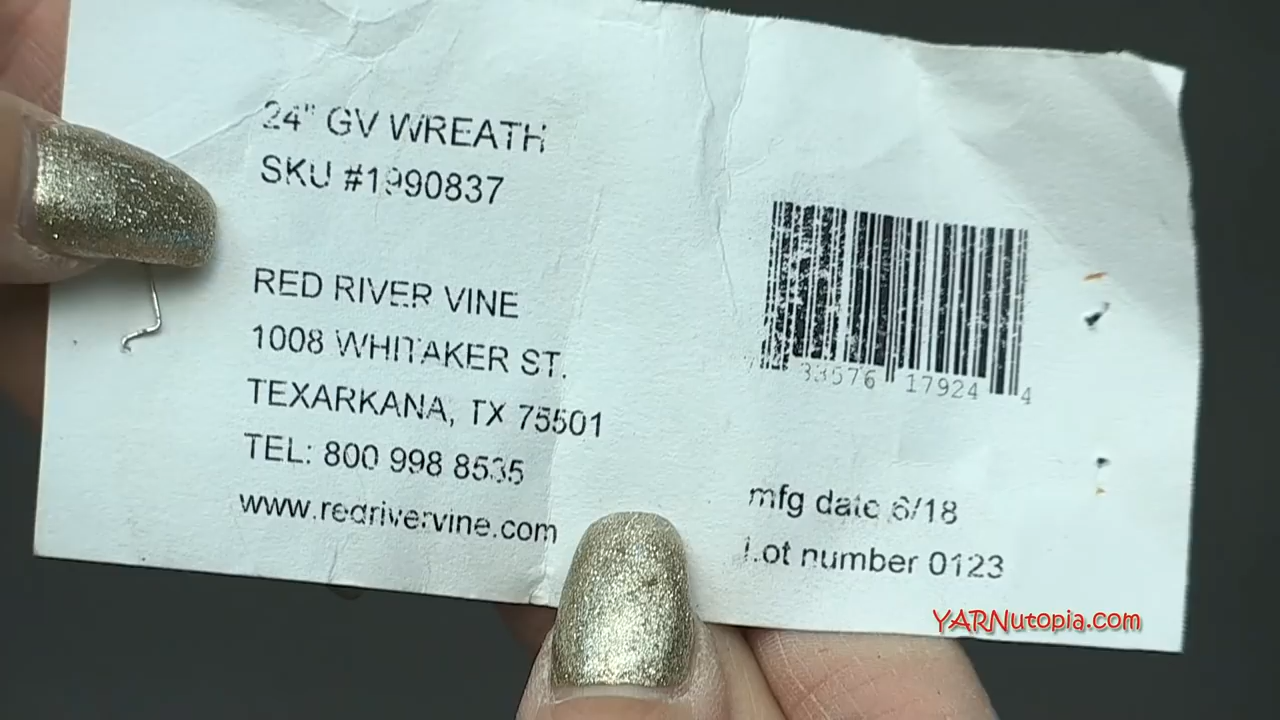 24" GV WREATH
SKU #1990837
RED RIVER VINE
1008 WHITAKER ST.
TEXARKANA, TX 75501
TEL: 800 998 8535
www.redrivervine.com
7 33576 17924 4
mfg date 6/18
Lot number 0123
YARNutopia.com